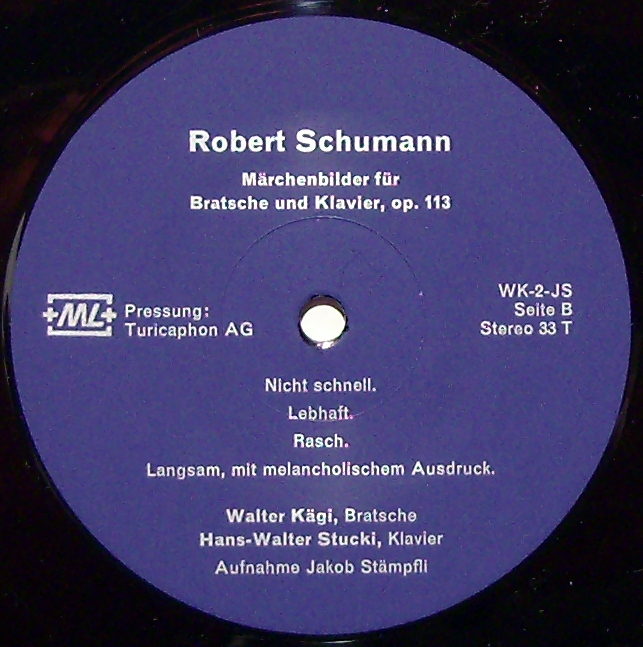 Robert Schumann
Märchenbilder für
Bratsche und Klavier, op. 113
+ML+
Pressung:
Turicaphon AG
WK-2-JS
Seite B
Stereo 33 T
Nicht schnell.
Lebhaft.
Rasch.
Langsam, mit melancholischem Ausdruck.
Walter Kägi, Bratsche
Hans-Walter Stucki, Klavier
Aufnahme Jakob Stämpfli